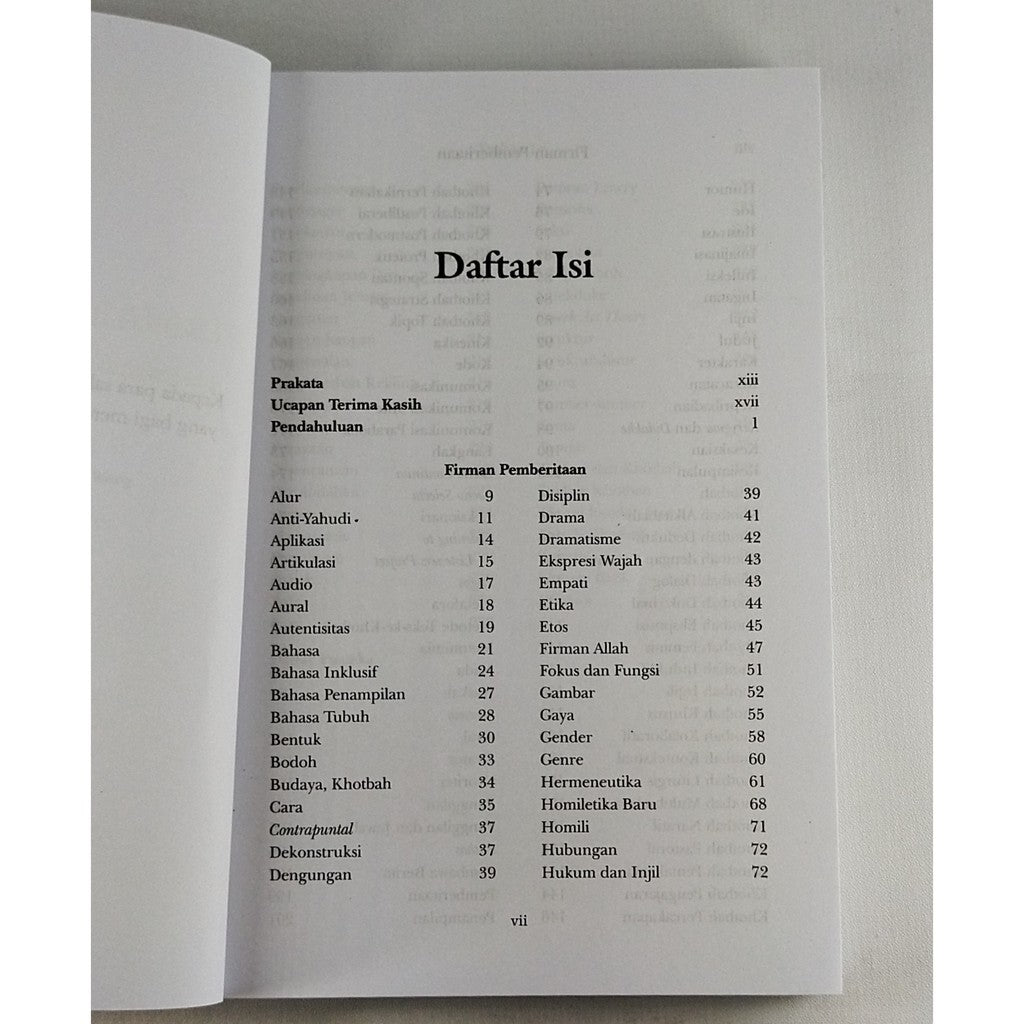 Daftar Isi
Prakata xiii
Ucapan Terima Kasih xvii
Pendahuluan 1
Firman Pemberitaan
Alur 9
Anti-Yahudi 11
Aplikasi 14
Artikulasi 15
Audio 17
Aural 18
Autentisitas 19
Bahasa 21
Bahasa Inklusif 24
Bahasa Penampilan 27
Bahasa Tubuh 28
Bentuk 30
Bodoh 33
Budaya, Khotbah 34
Cara 35
Contrapuntal 37
Dekonstruksi 37
Dengungan 39
Disiplin 39
Drama 41
Dramatisme 42
Ekspresi Wajah 43
Empati 43
Etika 44
Etos 45
Firman Allah 47
Fokus dan Fungsi 51
Gambar 52
Gaya 55
Gender 58
Genre 60
Hermeneutika 61
Homiletika Baru 68
Homili 71
Hubungan 72
Hukum dan Injil 72
vii